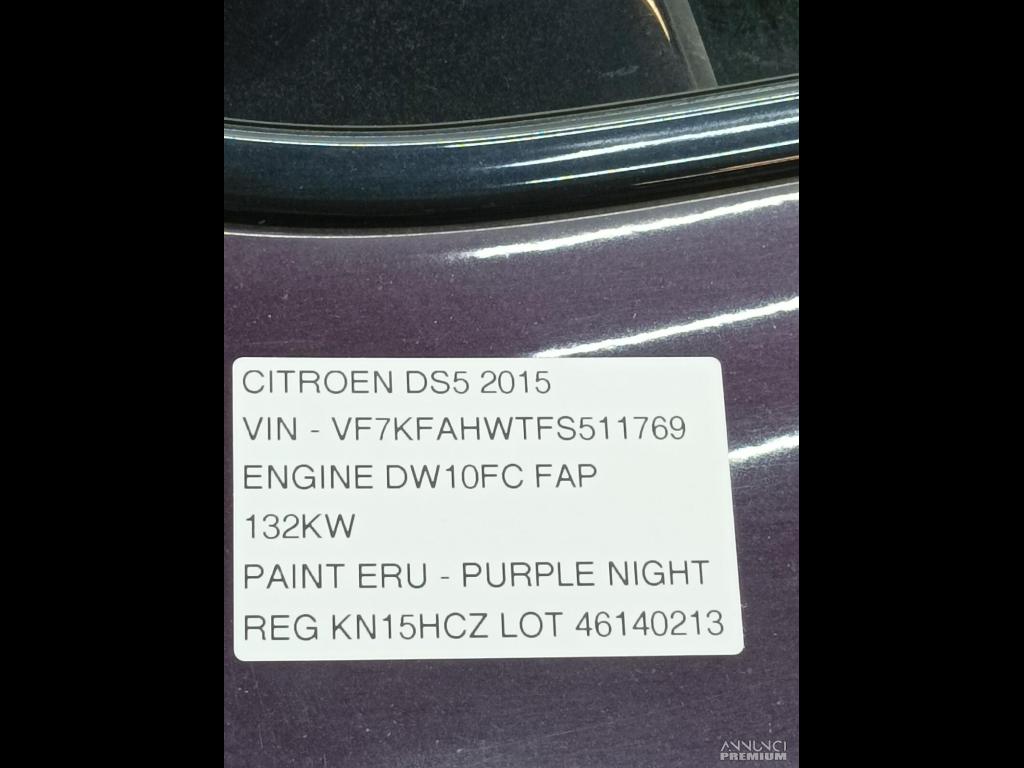 CITROEN DS5 2015
VIN - VF7KFAHWTFS511769
ENGINE DW10FC FAP
132KW
PAINT ERU - PURPLE NIGHT
REG KN15HCZ LOT 46140213
ANNUNCI
PREMIUM